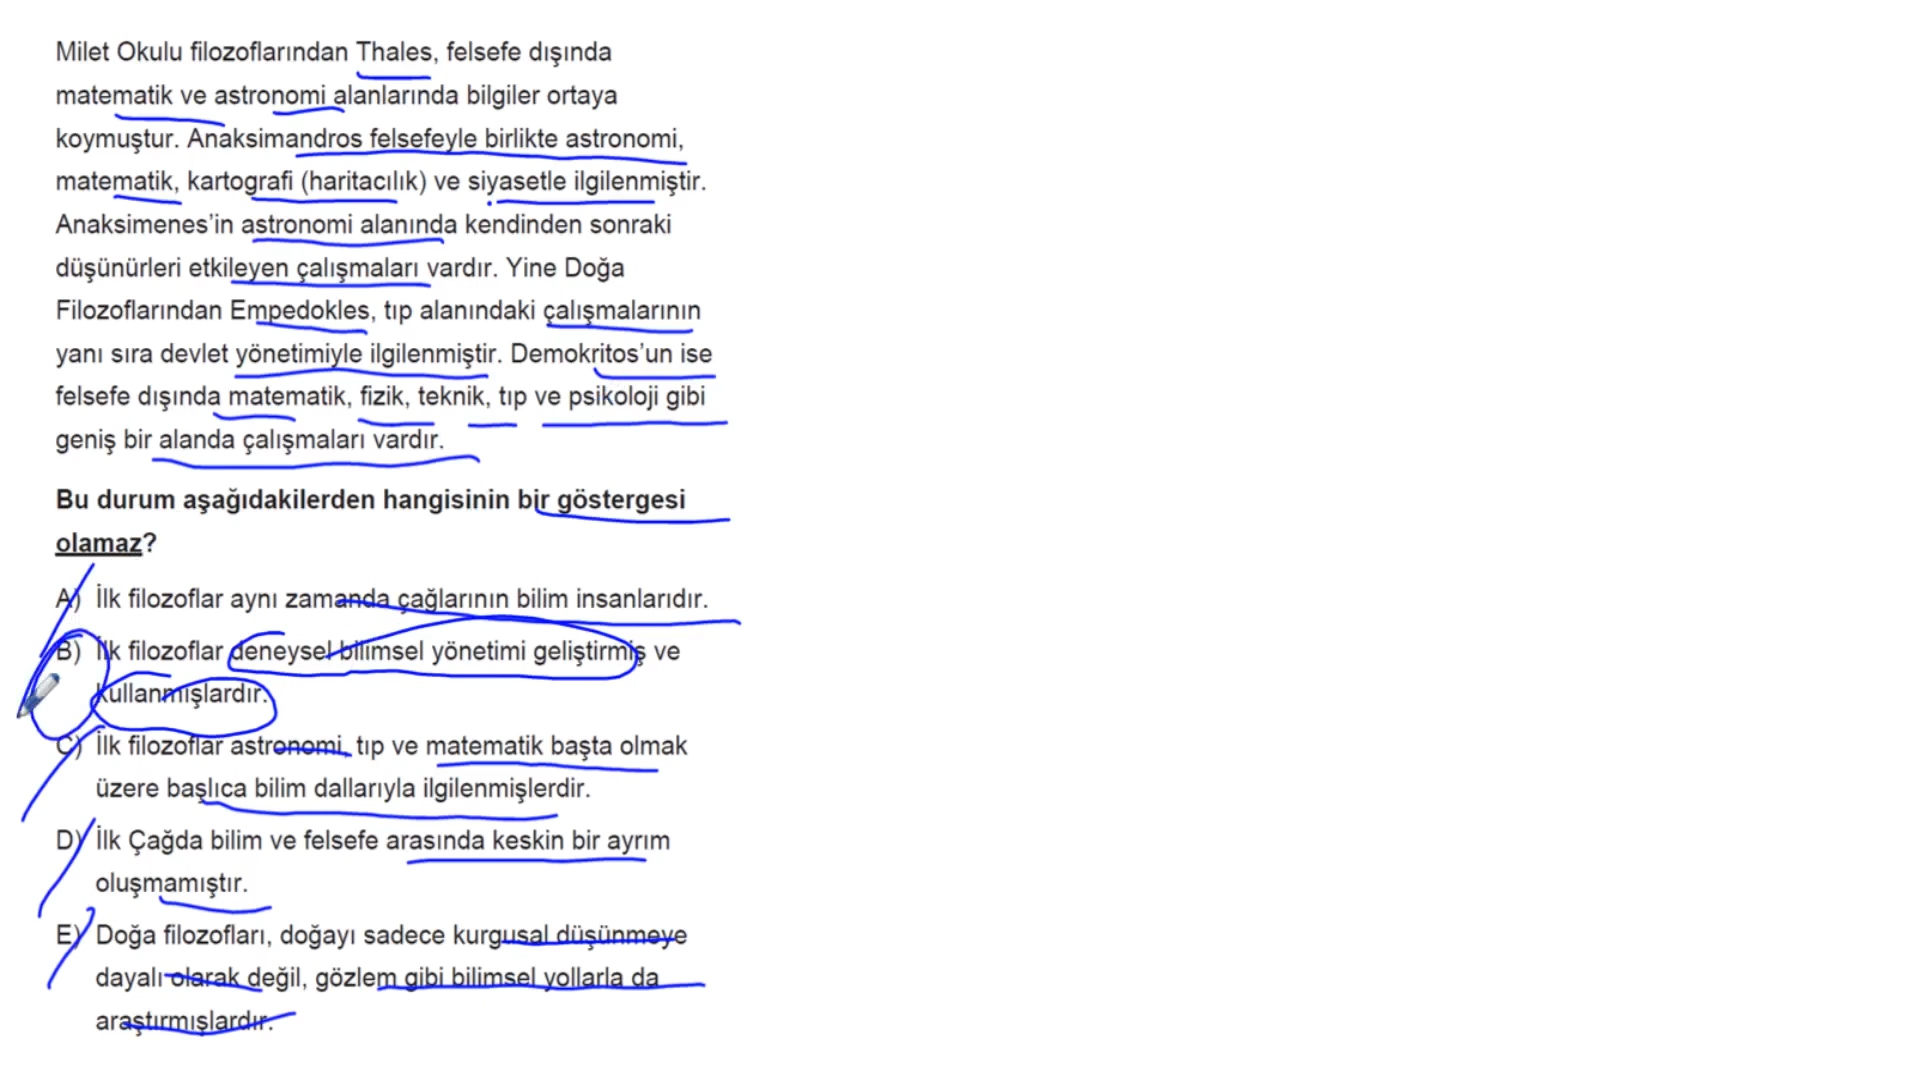 Milet Okulu filozoflarından Thales, felsefe dışında
matematik ve astronomi alanlarında bilgiler ortaya
koymuştur. Anaksimandros felsefeyle birlikte astronomi,
matematik, kartografi (haritacılık) ve siyasetle ilgilenmiştir.
Anaksimenes’in astronomi alanında kendinden sonraki
düşünürleri etkileyen çalışmaları vardır. Yine Doğa
Filozoflarından Empedokles, tıp alanındaki çalışmalarının
yanı sıra devlet yönetimiyle ilgilenmiştir. Demokritos’un ise
felsefe dışında matematik, fizik, teknik, tıp ve psikoloji gibi
geniş bir alanda çalışmaları vardır.
Bu durum aşağıdakilerden hangisinin bir göstergesi
olamaz?
A) İlk filozoflar aynı zamanda çağlarının bilim insanlarıdır.
B) İlk filozoflar deneysel bilimsel yönetimi geliştirmiş ve
kullanmışlardır.
C) İlk filozoflar astronomi, tıp ve matematik başta olmak
üzere başlıca bilim dallarıyla ilgilenmişlerdir.
D) İlk Çağda bilim ve felsefe arasında keskin bir ayrım
oluşmamıştır.
E) Doğa filozofları, doğayı sadece kurgusal düşünmeye
dayalı olarak değil, gözlem gibi bilimsel yollarla da
araştırmışlardır.